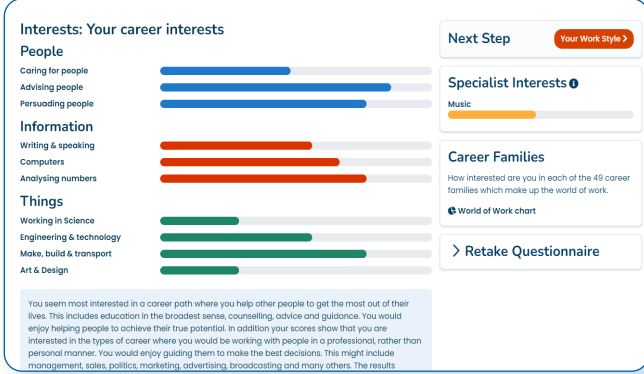 Interests: Your career interests
People
Caring for people
Advising people
Persuading people
Information
Writing & speaking
Computers
Analysing numbers
Things
Working in Science
Engineering & technology
Make, build & transport
Art & Design
You seem most interested in a career path where you help other people to get the most out of their
lives. This includes education in the broadest sense, counselling, advice and guidance. You would
enjoy helping people to achieve their true potential. In addition your scores show that you are
interested in the types of career where you would be working with people in a professional, rather than
personal manner. You would enjoy guiding them to make the best decisions. This might include
management, sales, politics, marketing, advertising, broadcasting and many others. The results
Next Step
Your Work Style >
Specialist Interests
Music
Career Families
How interested are you in each of the 49 career
families which make up the world of work.
World of Work chart
> Retake Questionnaire